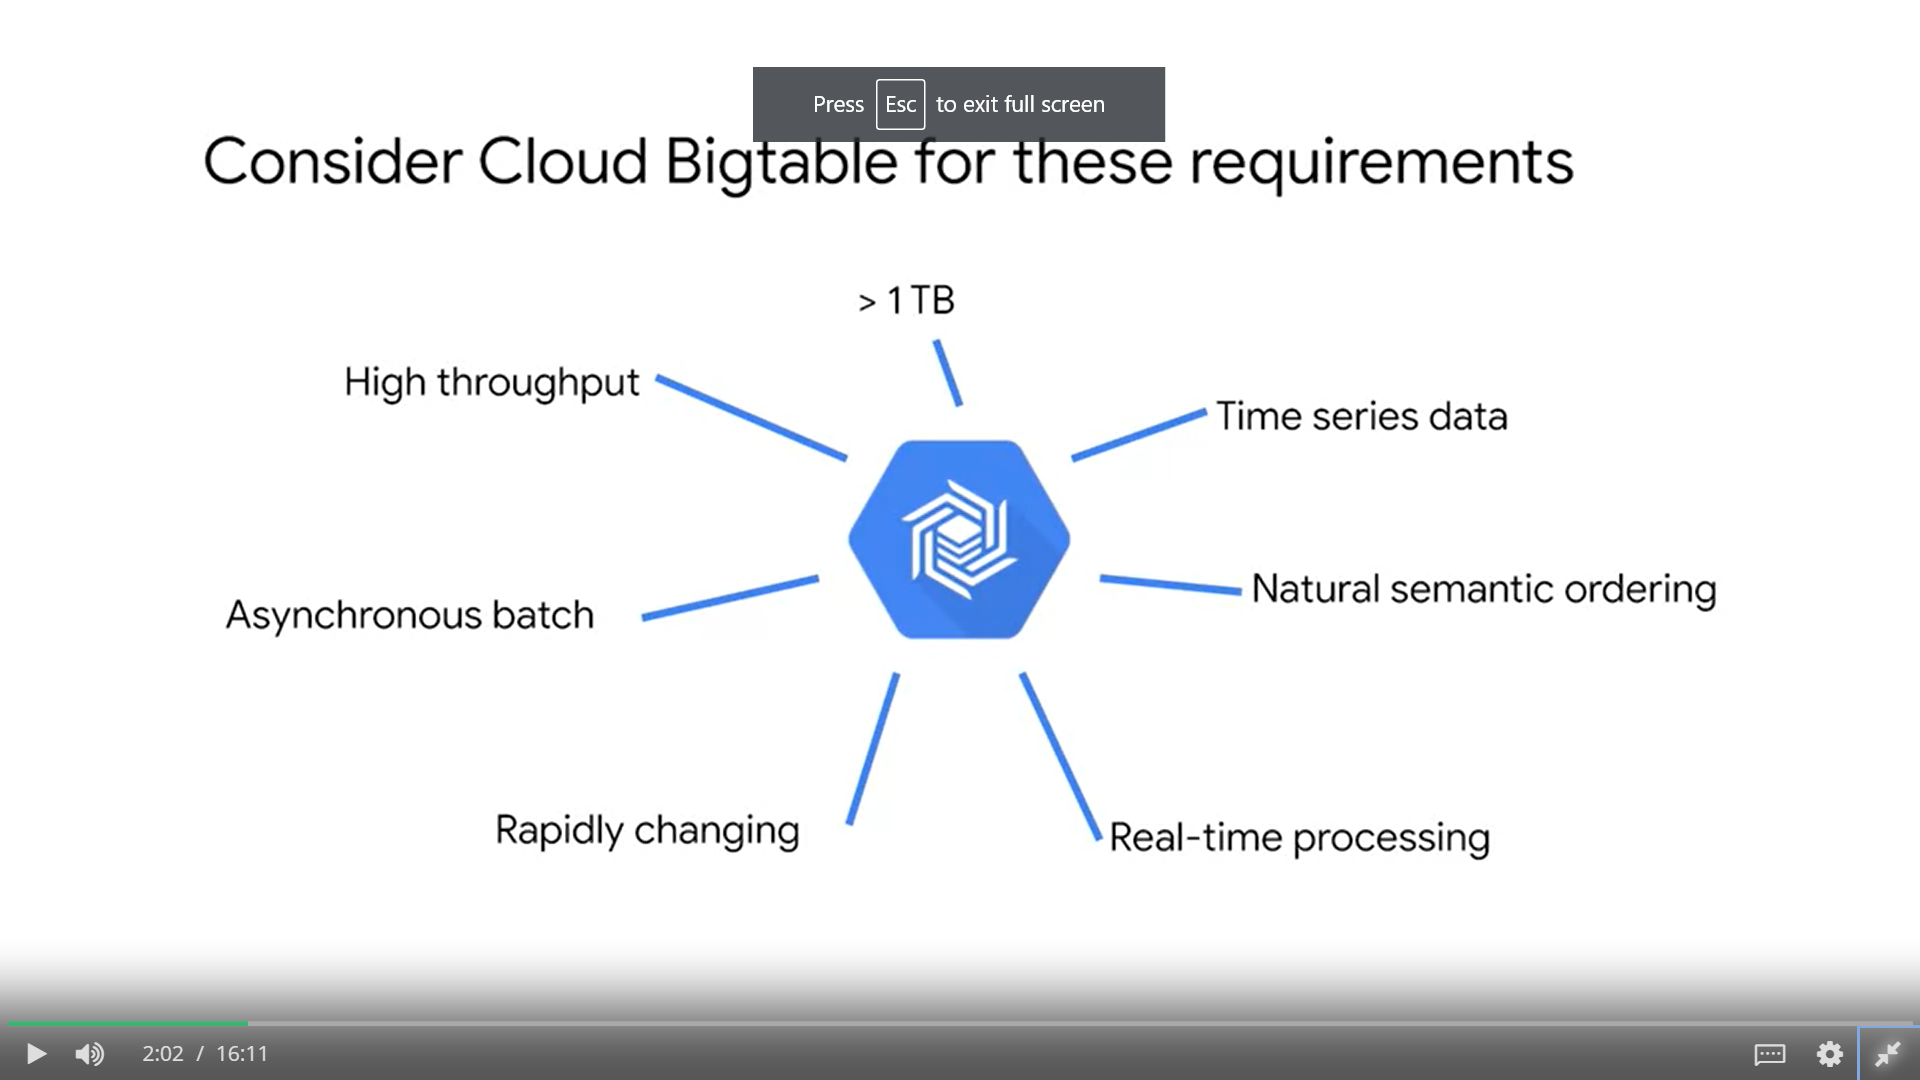 Press Esc to exit full screen
Consider Cloud Bigtable for these requirements
> 1 TB
High throughput
Time series data
Natural semantic ordering
Asynchronous batch
Rapidly changing
Real-time processing
2:02 / 16:11